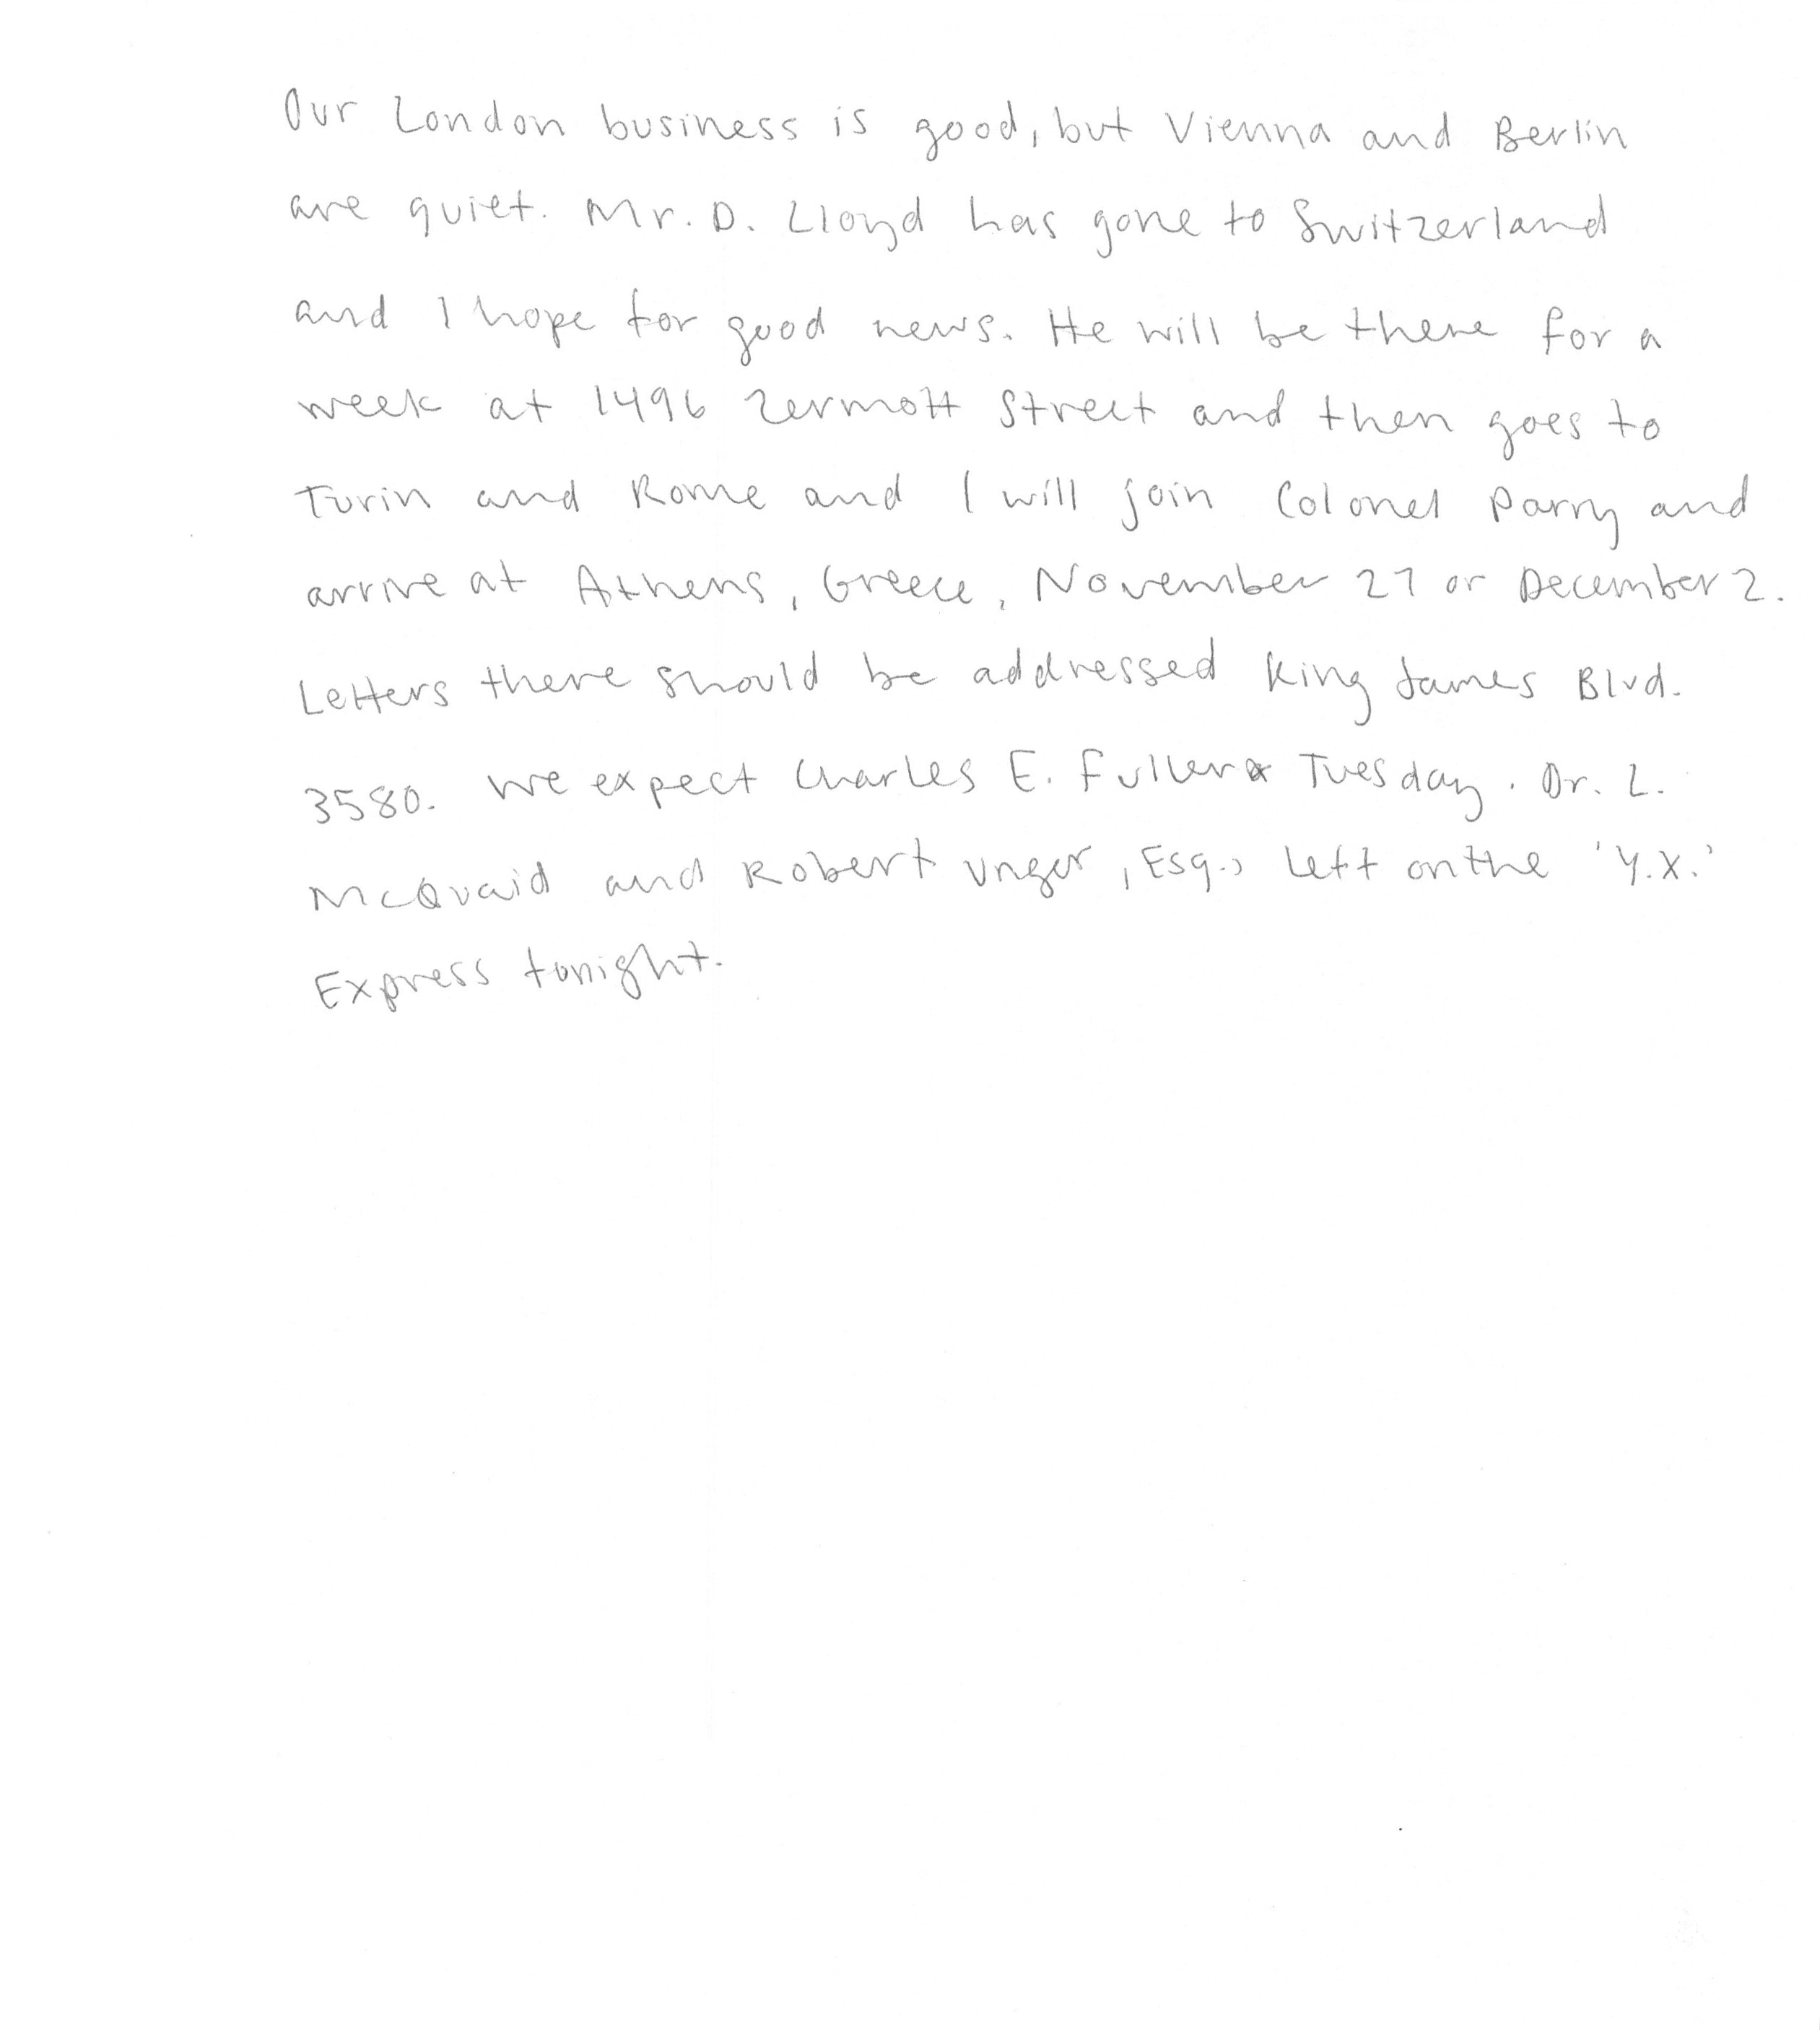 Our London business is good, but Vienna and Berlin
are quiet. Mr. D. Lloyd has gone to Switzerland
and I hope for good news. He will be there for a
week at 1496 Zermott Street and then goes to
Turin and Rome and I will join Colonel Parry and
arrive at Athens, Greece, November 27 or December 2.
Letters there should be addressed King James Blvd.
3580. We expect Charles E. Fuller Tuesday. Dr. L.
McQuaid and Robert Unger, Esq., left on the 'Y.X.'
Express tonight.